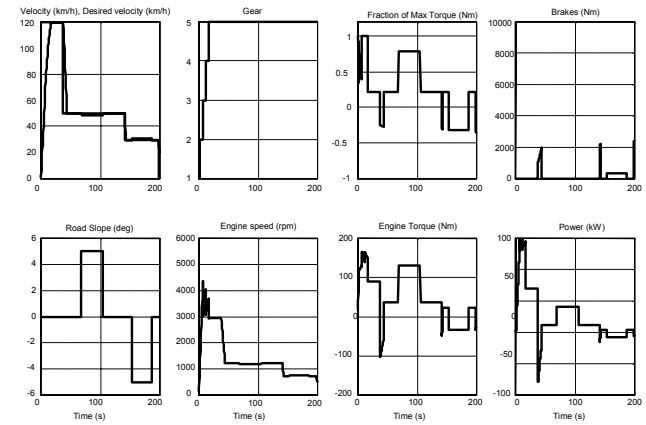 Velocity (km/h), Desired velocity (km/h)
120
100
80
60
40
20
0
0 100 200
Gear
5
4
3
2
1
0 100 200
Fraction of Max Torque (Nm)
1
0.5
0
-0.5
-1
0 100 200
Brakes (Nm)
10000
8000
6000
4000
2000
0
0 100 200
Road Slope (deg)
6
4
2
0
-2
-4
-6
0 100 200
Time (s)
Engine speed (rpm)
6000
5000
4000
3000
2000
1000
0
0 100 200
Time (s)
Engine Torque (Nm)
200
100
0
-100
-200
0 100 200
Time (s)
Power (kW)
100
50
0
-50
-100
0 100 200
Time (s)